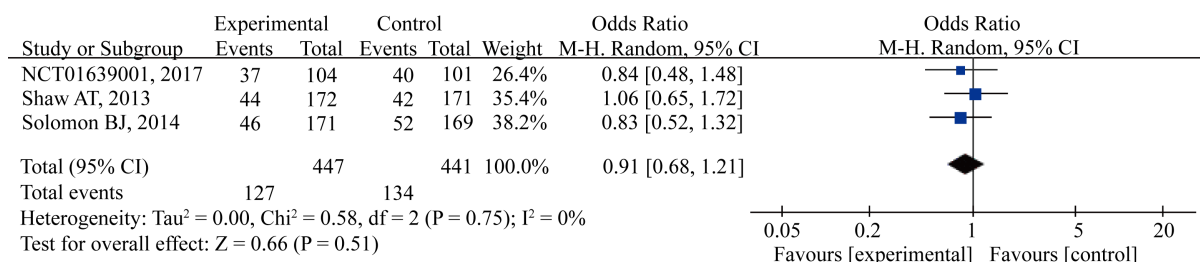 Experimental Control Odds Ratio Odds Ratio
Study or Subgroup Events Total Events Total Weight M-H. Random, 95% CI M-H. Random, 95% CI
NCT01639001, 2017 37 104 40 101 26.4% 0.84 [0.48, 1.48]
Shaw AT, 2013 44 172 42 171 35.4% 1.06 [0.65, 1.72]
Solomon BJ, 2014 46 171 52 169 38.2% 0.83 [0.52, 1.32]
Total (95% CI) 447 441 100.0% 0.91 [0.68, 1.21]
Total events 127 134
Heterogeneity: Tau² = 0.00, Chi² = 0.58, df = 2 (P = 0.75); I² = 0%
Test for overall effect: Z = 0.66 (P = 0.51)
0.05 0.2 1 5 20
Favours [experimental] Favours [control]